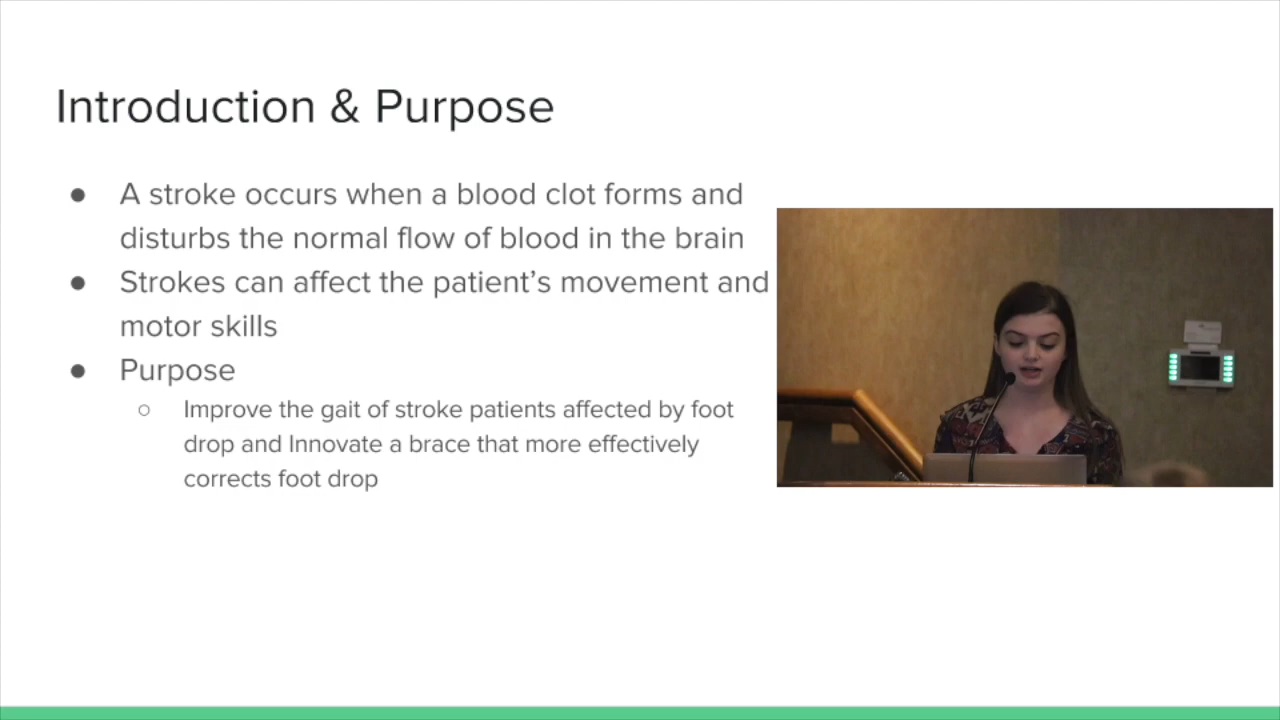 Introduction & Purpose
● A stroke occurs when a blood clot forms and
disturbs the normal flow of blood in the brain
● Strokes can affect the patient’s movement and
motor skills
● Purpose
○ Improve the gait of stroke patients affected by foot
drop and Innovate a brace that more effectively
corrects foot drop